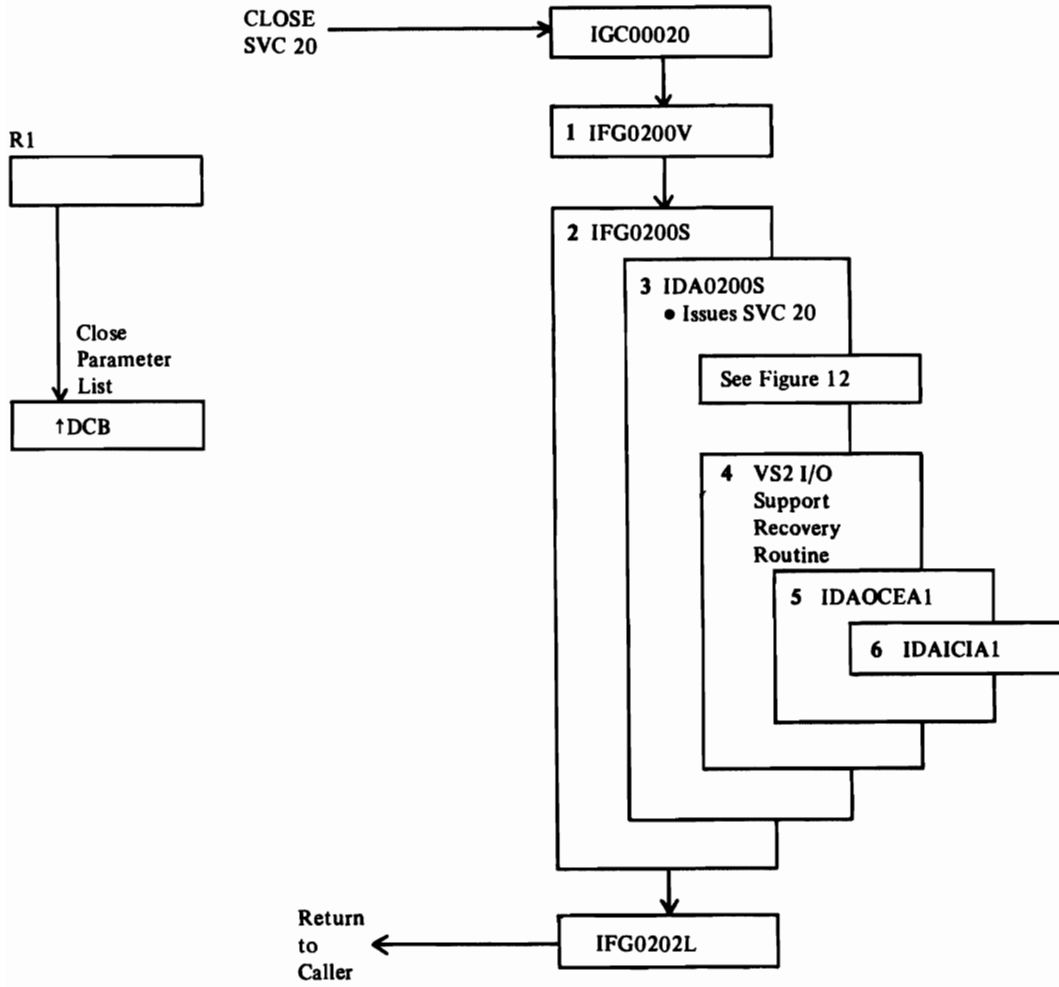 CLOSE
SVC 20
IGC00020
1 IFG0200V
R1
2 IFG0200S
3 IDA0200S
• Issues SVC 20
Close
Parameter
List
See Figure 12
↑DCB
4 VS2 I/O
Support
Recovery
Routine
5 IDAOCEA1
6 IDAICIA1
Return
to
Caller
IFG0202L